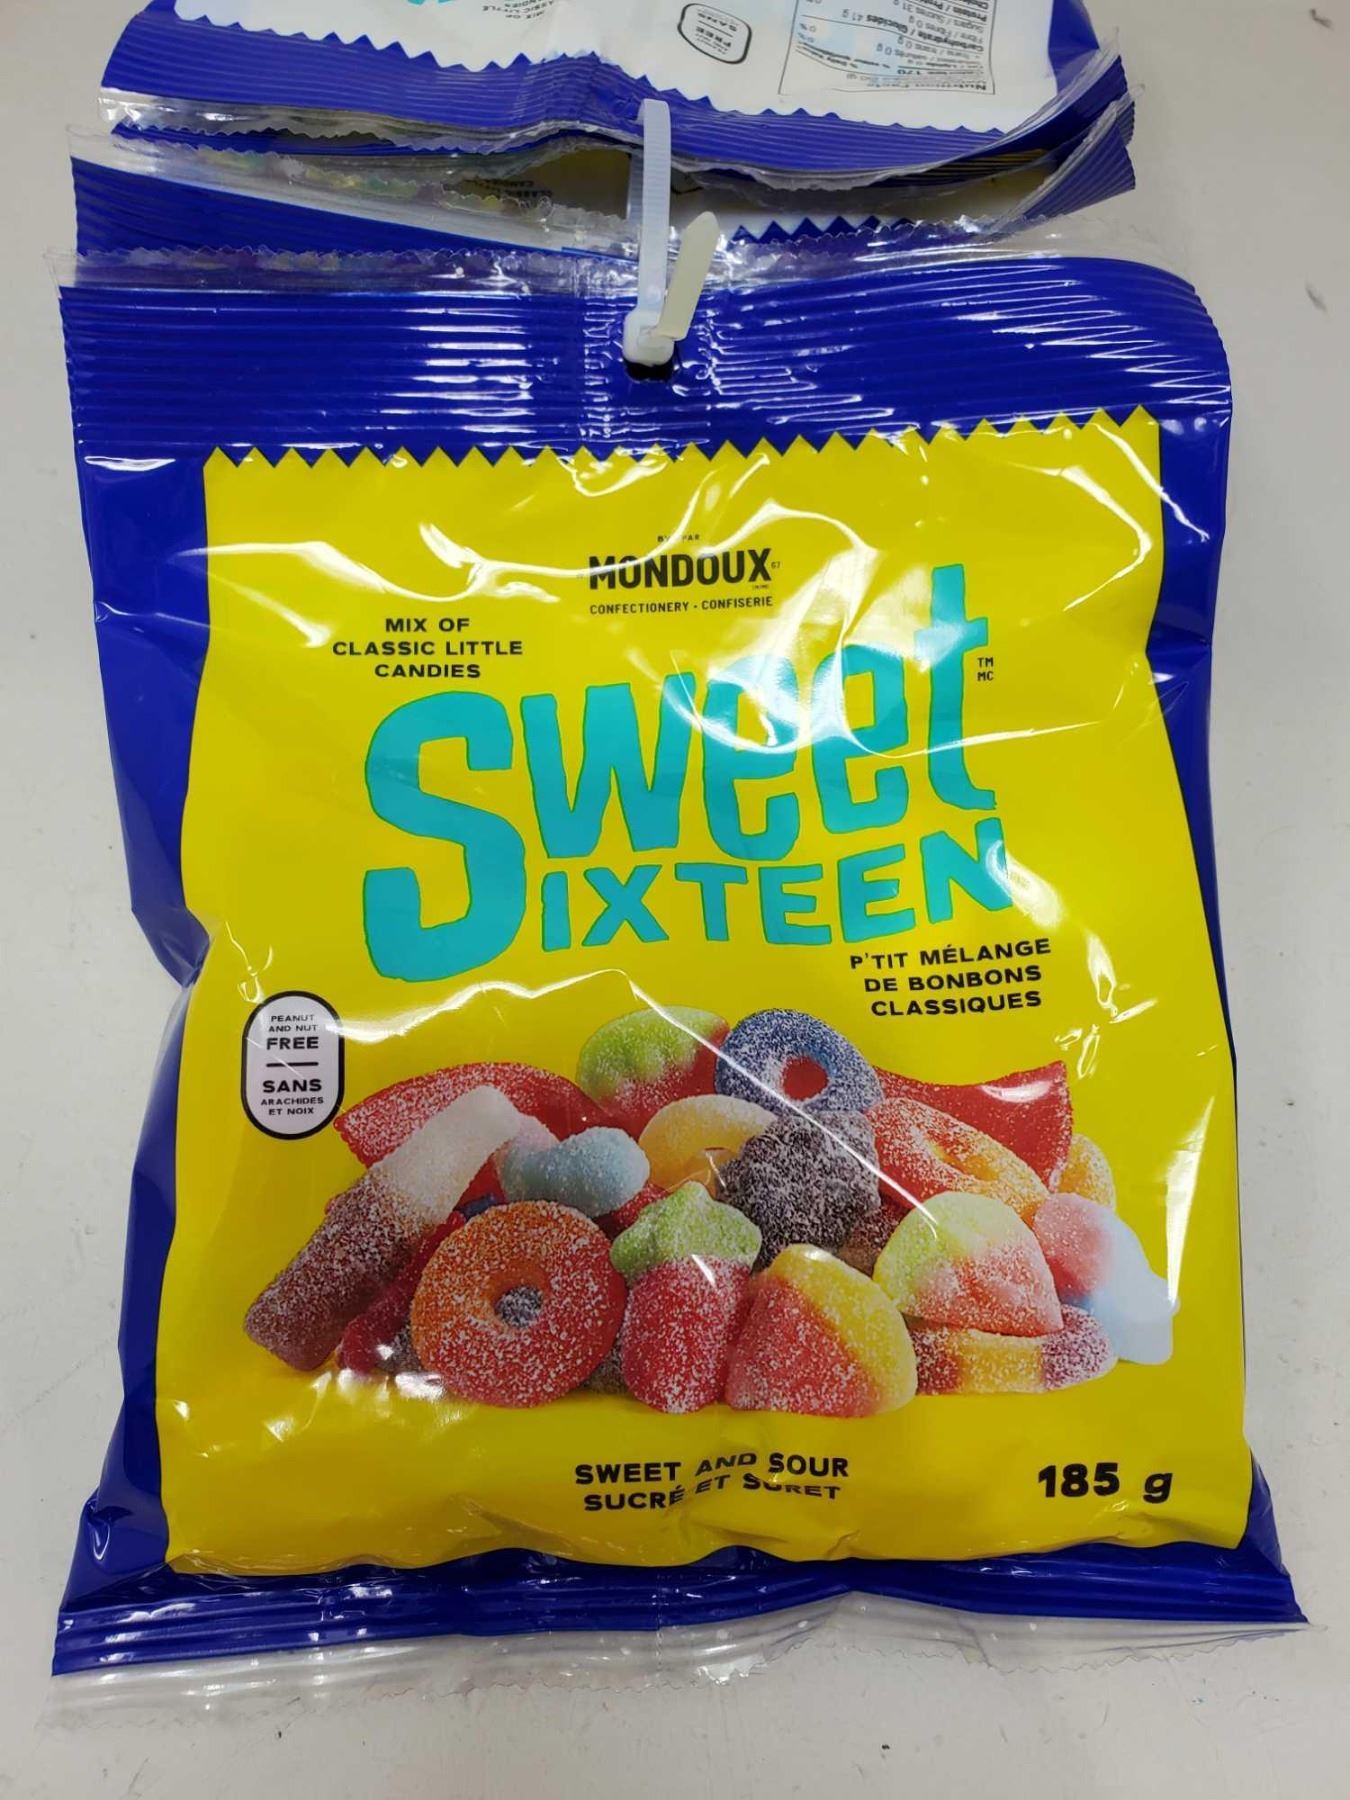 BY PAR
MONDOUX
CONFECTIONERY • CONFISERIE
MIX OF
CLASSIC LITTLE
CANDIES
Sweet
TM
MC
SIXTEEN
P'TIT MÉLANGE
DE BONBONS
CLASSIQUES
PEANUT
AND NUT
FREE
SANS
ARACHIDES
ET NOIX
SWEET AND SOUR
SUCRÉ ET SURET
185 g